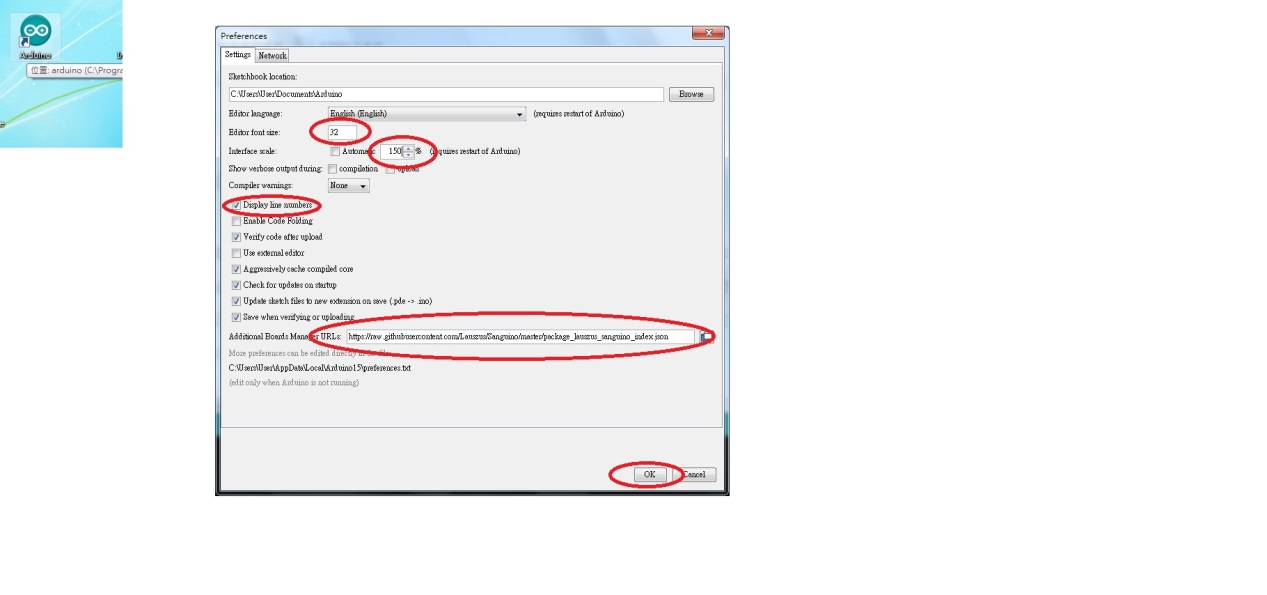 Arduino
位置: arduino (C:\Progra
Preferences
Settings Network
Sketchbook location:
C:\Users\User\Documents\Arduino Browse
Editor language: English (English) (requires restart of Arduino)
Editor font size: 32
Interface scale: Automatic 150 % (requires restart of Arduino)
Show verbose output during: compilation upload
Compiler warnings: None
Display line numbers
Enable Code Folding
Verify code after upload
Use external editor
Aggressively cache compiled core
Check for updates on startup
Update sketch files to new extension on save (.pde -> .ino)
Save when verifying or uploading
Additional Boards Manager URLs: https://raw.githubusercontent.com/Lauszus/Sanguino/master/package_lauszus_sanguino_index.json
More preferences can be edited directly in the file
C:\Users\User\AppData\Local\Arduino15\preferences.txt
(edit only when Arduino is not running)
OK Cancel